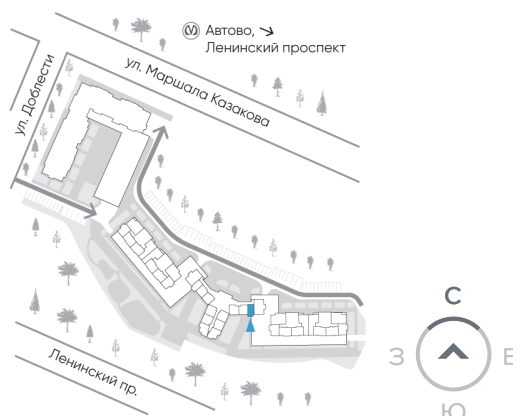 Автово, ↘
Ленинский проспект
ул. Доблести
ул. Маршала Казакова
Ленинский пр.
С
З
В
Ю